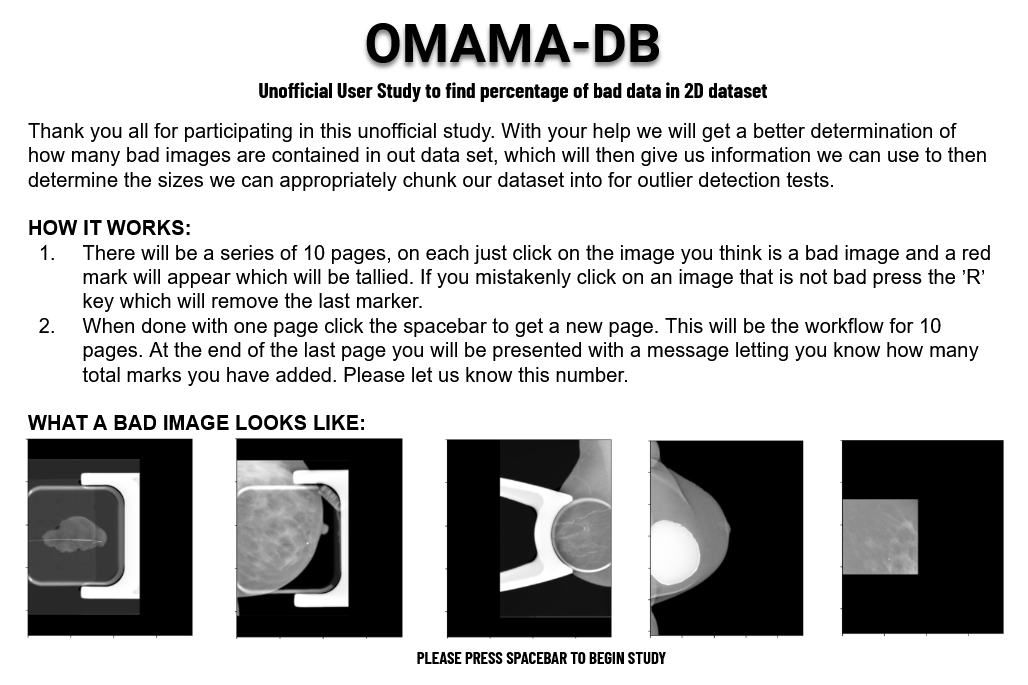 OMAMA-DB
Unofficial User Study to find percentage of bad data in 2D dataset
Thank you all for participating in this unofficial study. With your help we will get a better determination of
how many bad images are contained in out data set, which will then give us information we can use to then
determine the sizes we can appropriately chunk our dataset into for outlier detection tests.
HOW IT WORKS:
1. There will be a series of 10 pages, on each just click on the image you think is a bad image and a red
mark will appear which will be tallied. If you mistakenly click on an image that is not bad press the ’R’
key which will remove the last marker.
2. When done with one page click the spacebar to get a new page. This will be the workflow for 10
pages. At the end of the last page you will be presented with a message letting you know how many
total marks you have added. Please let us know this number.
WHAT A BAD IMAGE LOOKS LIKE:
PLEASE PRESS SPACEBAR TO BEGIN STUDY